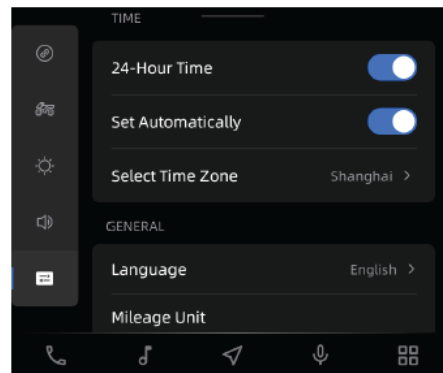 TIME
24-Hour Time
Set Automatically
Select Time Zone Shanghai >
GENERAL
Language English >
Mileage Unit